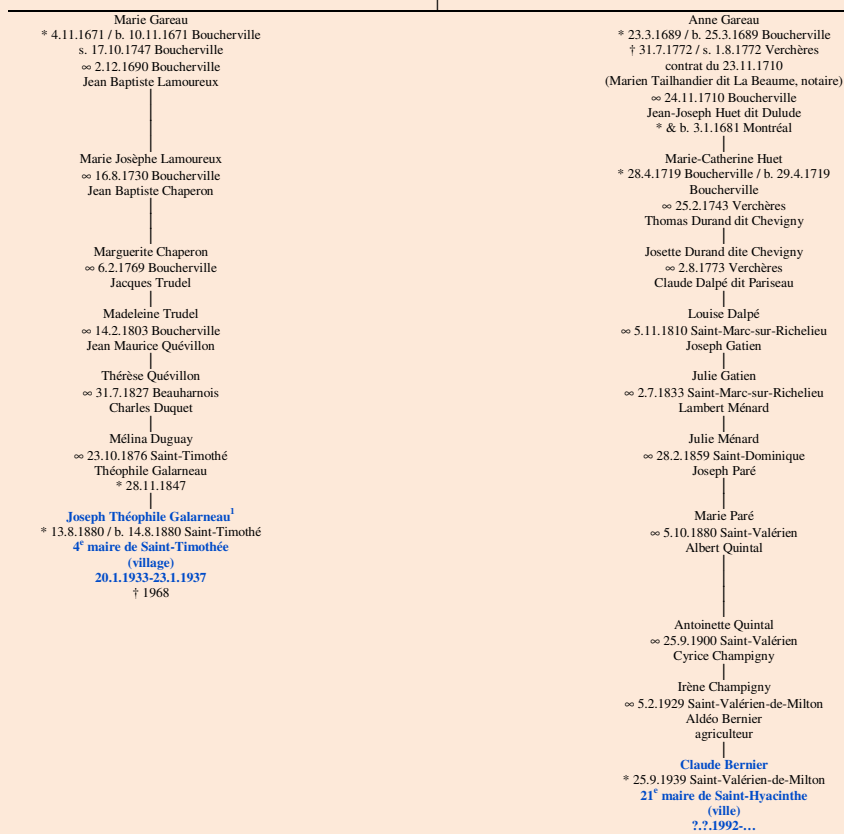 Marie Gareau
* 4.11.1671 / b. 10.11.1671 Boucherville
s. 17.10.1747 Boucherville
∞ 2.12.1690 Boucherville
Jean Baptiste Lamoureux
Marie Josèphe Lamoureux
∞ 16.8.1730 Boucherville
Jean Baptiste Chaperon
Marguerite Chaperon
∞ 6.2.1769 Boucherville
Jacques Trudel
Madeleine Trudel
∞ 14.2.1803 Boucherville
Jean Maurice Quévillon
Thérèse Quévillon
∞ 31.7.1827 Beauharnois
Charles Duquet
Mélina Duguay
∞ 23.10.1876 Saint-Timothé
Théophile Galarneau
* 28.11.1847
Joseph Théophile Galarneau¹
* 13.8.1880 / b. 14.8.1880 Saint-Timothé
4e maire de Saint-Timothée
(village)
20.1.1933-23.1.1937
† 1968
Anne Gareau
* 23.3.1689 / b. 25.3.1689 Boucherville
† 31.7.1772 / s. 1.8.1772 Verchères
contrat du 23.11.1710
(Marien Tailhandier dit La Beaume, notaire)
∞ 24.11.1710 Boucherville
Jean-Joseph Huet dit Dulude
* & b. 3.1.1681 Montréal
Marie-Catherine Huet
* 28.4.1719 Boucherville / b. 29.4.1719
Boucherville
∞ 25.2.1743 Verchères
Thomas Durand dit Chevigny
Josette Durand dite Chevigny
∞ 2.8.1773 Verchères
Claude Dalpé dit Pariseau
Louise Dalpé
∞ 5.11.1810 Saint-Marc-sur-Richelieu
Joseph Gatien
Julie Gatien
∞ 2.7.1833 Saint-Marc-sur-Richelieu
Lambert Ménard
Julie Ménard
∞ 28.2.1859 Saint-Dominique
Joseph Paré
Marie Paré
∞ 5.10.1880 Saint-Valérien
Albert Quintal
Antoinette Quintal
∞ 25.9.1900 Saint-Valérien
Cyrice Champigny
Irène Champigny
∞ 5.2.1929 Saint-Valérien-de-Milton
Aldéo Bernier
agriculteur
Claude Bernier
* 25.9.1939 Saint-Valérien-de-Milton
21e maire de Saint-Hyacinthe
(ville)
?.?.1992-…